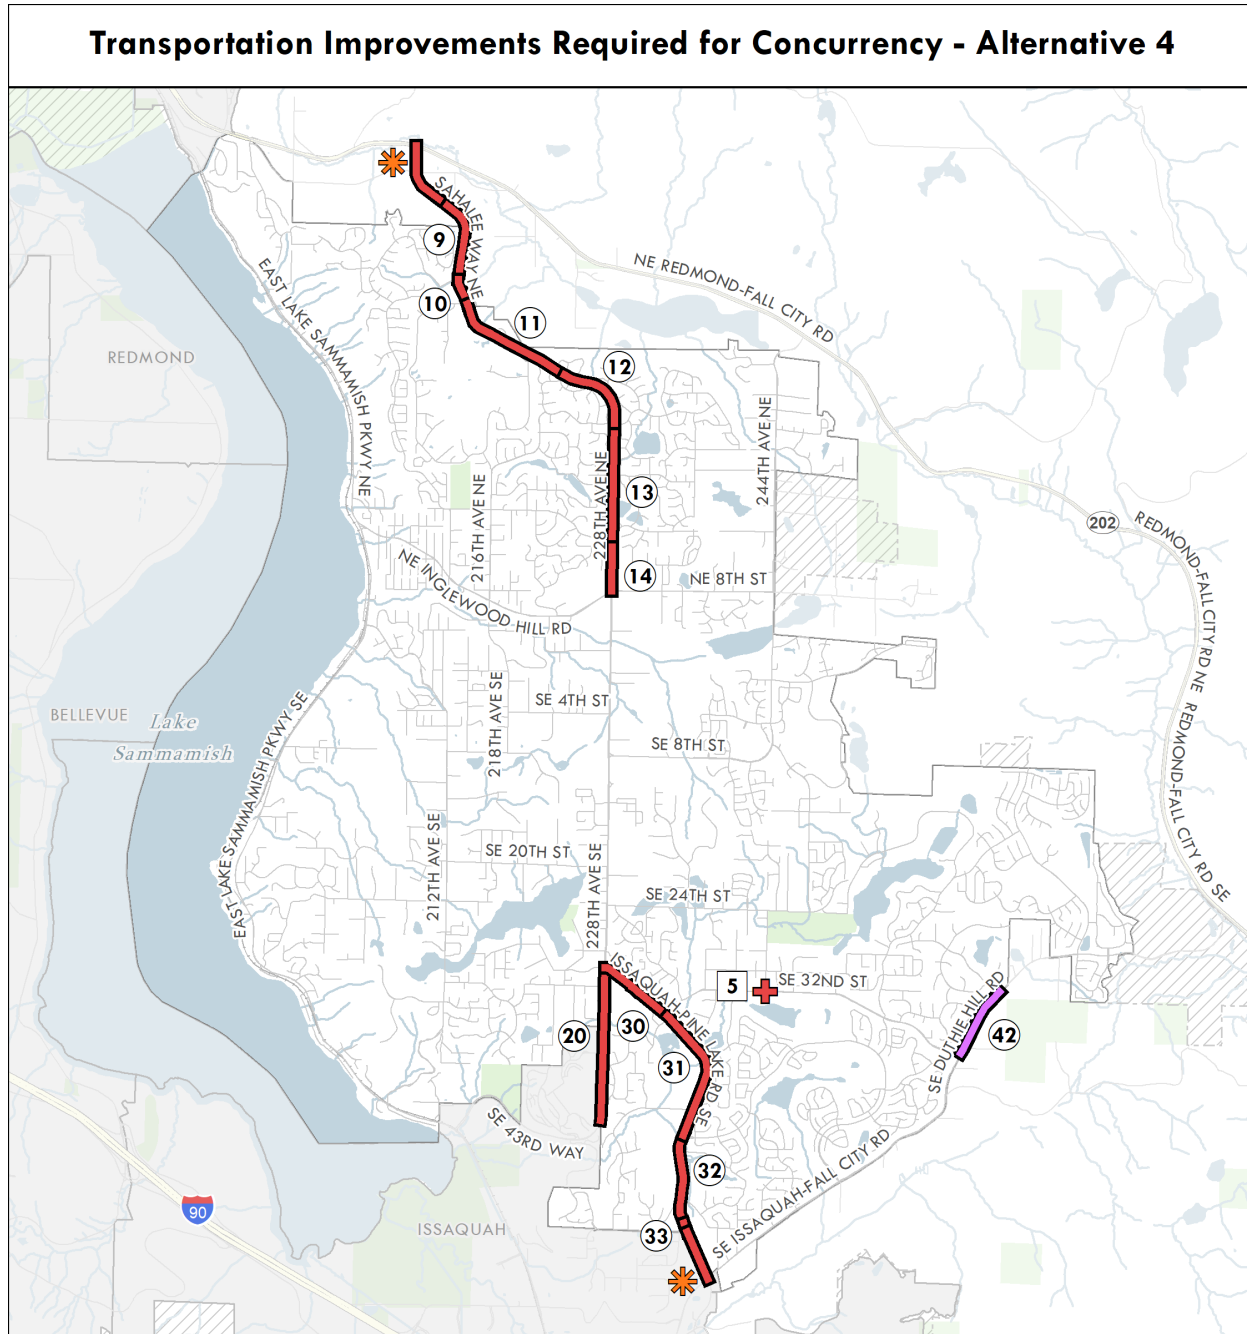 Transportation Improvements Required for Concurrency - Alternative 4
SAHALEE WAY NE
9
NE REDMOND-FALL CITY RD
EAST LAKE SAMMAMISH PKWY NE
10
11
REDMOND
12
244TH AVE NE
228TH AVE NE
216TH AVE NE
13
202
REDMOND-FALL CITY RD NE
NE INGLEWOOD HILL RD
14
NE 8TH ST
218TH AVE SE
SE 4TH ST
BELLEVUE
Lake
Sammamish
EAST LAKE SAMMAMISH PKWY SE
SE 8TH ST
REDMOND-FALL CITY RD SE
212TH AVE SE
SE 20TH ST
228TH AVE SE
SE 24TH ST
ISSAQUAH-PINE LAKE RD SE
5
SE 32ND ST
SE DUTHIE HILL RD
20
30
42
31
SE 43RD WAY
32
SE ISSAQUAH-FALL CITY RD
90
ISSAQUAH
33